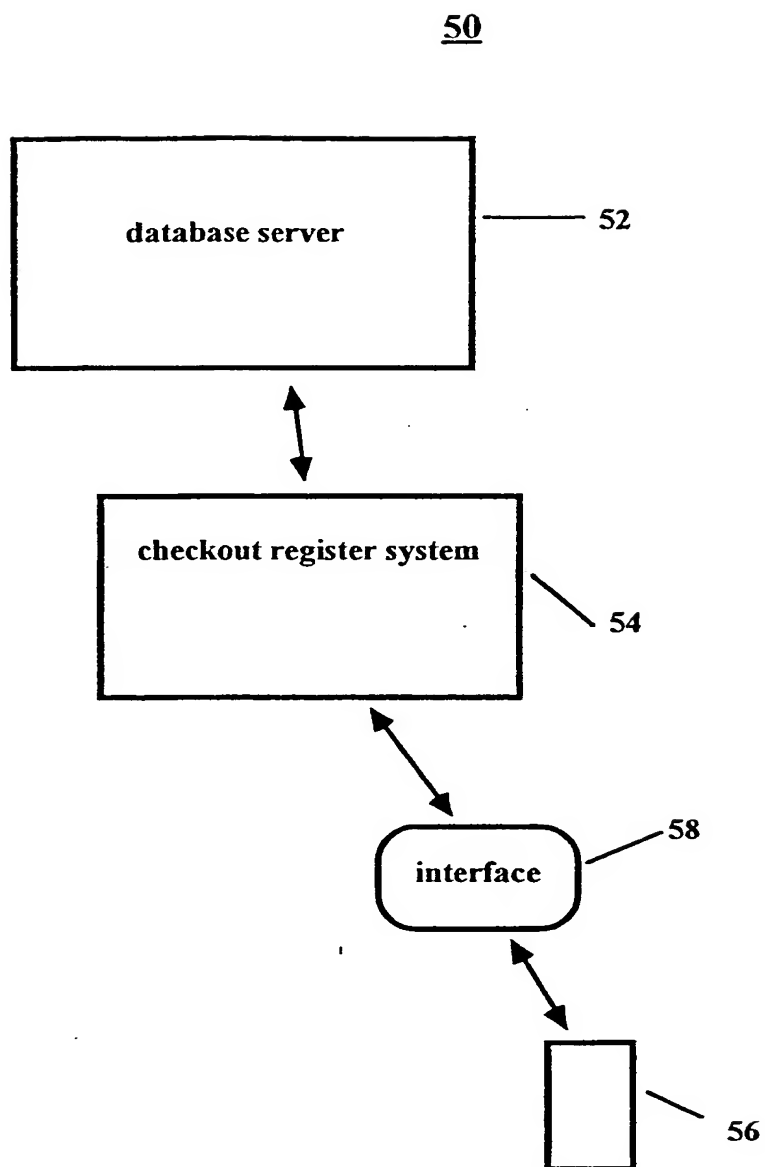 50
database server
52
checkout register system
54
58
interface
56